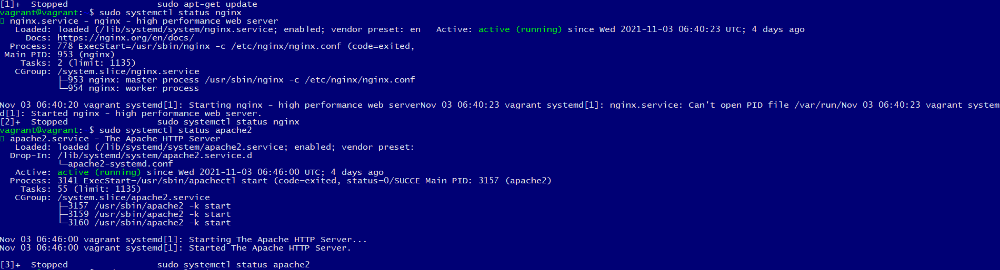 [1]+  Stopped                 sudo apt-get update
vagrant@vagrant: $ sudo systemctl status nginx
nginx.service - nginx - high performance web server
   Loaded: loaded (/lib/systemd/system/nginx.service; enabled; vendor preset: en   Active: active (running) since Wed 2021-11-03 06:40:23 UTC; 4 days ago
     Docs: https://nginx.org/en/docs/
  Process: 778 ExecStart=/usr/sbin/nginx -c /etc/nginx/nginx.conf (code=exited,
 Main PID: 953 (nginx)
    Tasks: 2 (limit: 1135)
   CGroup: /system.slice/nginx.service
           ├─953 nginx: master process /usr/sbin/nginx -c /etc/nginx/nginx.conf
           └─954 nginx: worker process
Nov 03 06:40:20 vagrant systemd[1]: Starting nginx - high performance web serverNov 03 06:40:23 vagrant systemd[1]: nginx.service: Can't open PID file /var/run/Nov 03 06:40:23 vagrant system
d[1]: Started nginx - high performance web server.
[2]+  Stopped                 sudo systemctl status nginx
vagrant@vagrant: $ sudo systemctl status apache2
apache2.service - The Apache HTTP Server
   Loaded: loaded (/lib/systemd/system/apache2.service; enabled; vendor preset:
  Drop-In: /lib/systemd/system/apache2.service.d
           └─apache2-systemd.conf
   Active: active (running) since Wed 2021-11-03 06:46:00 UTC; 4 days ago
  Process: 3141 ExecStart=/usr/sbin/apachectl start (code=exited, status=0/SUCCE Main PID: 3157 (apache2)
    Tasks: 55 (limit: 1135)
   CGroup: /system.slice/apache2.service
           ├─3157 /usr/sbin/apache2 -k start
           ├─3159 /usr/sbin/apache2 -k start
           └─3160 /usr/sbin/apache2 -k start
Nov 03 06:46:00 vagrant systemd[1]: Starting The Apache HTTP Server...
Nov 03 06:46:00 vagrant systemd[1]: Started The Apache HTTP Server.
[3]+  Stopped                 sudo systemctl status apache2